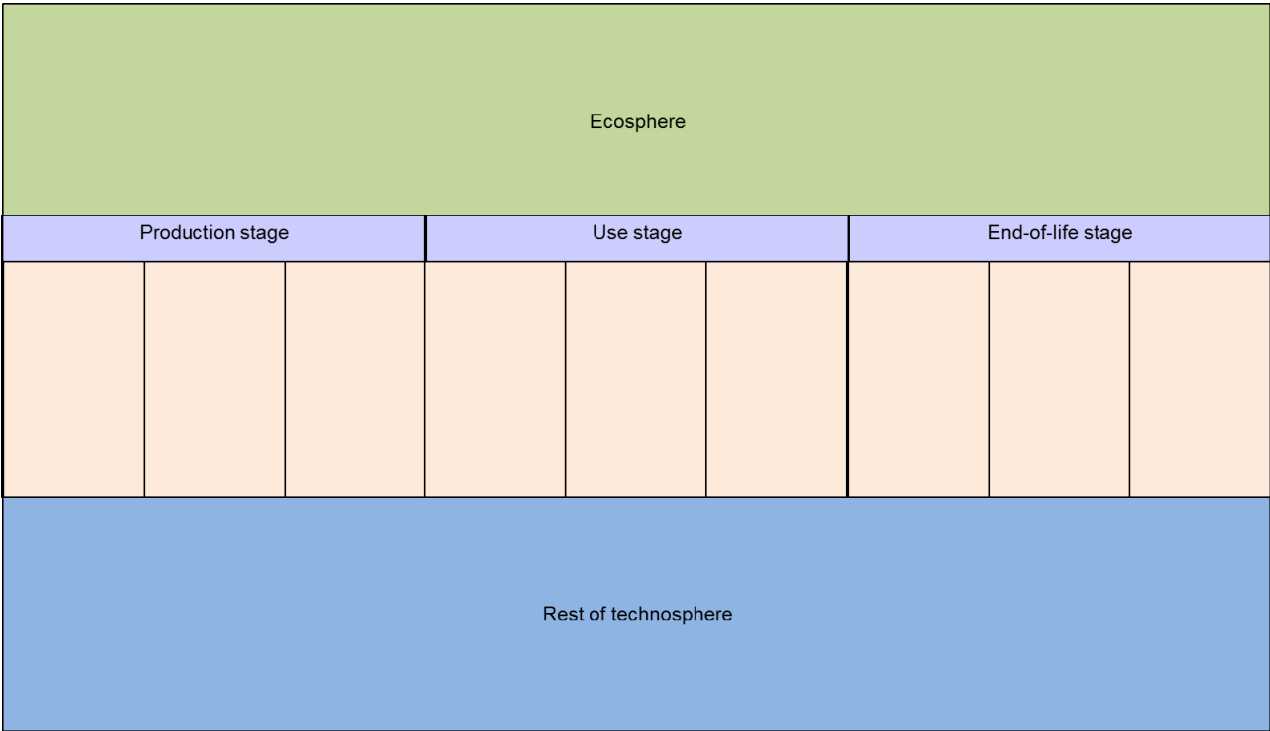 Ecosphere
Production stage
Use stage
End-of-life stage
Rest of technosphere